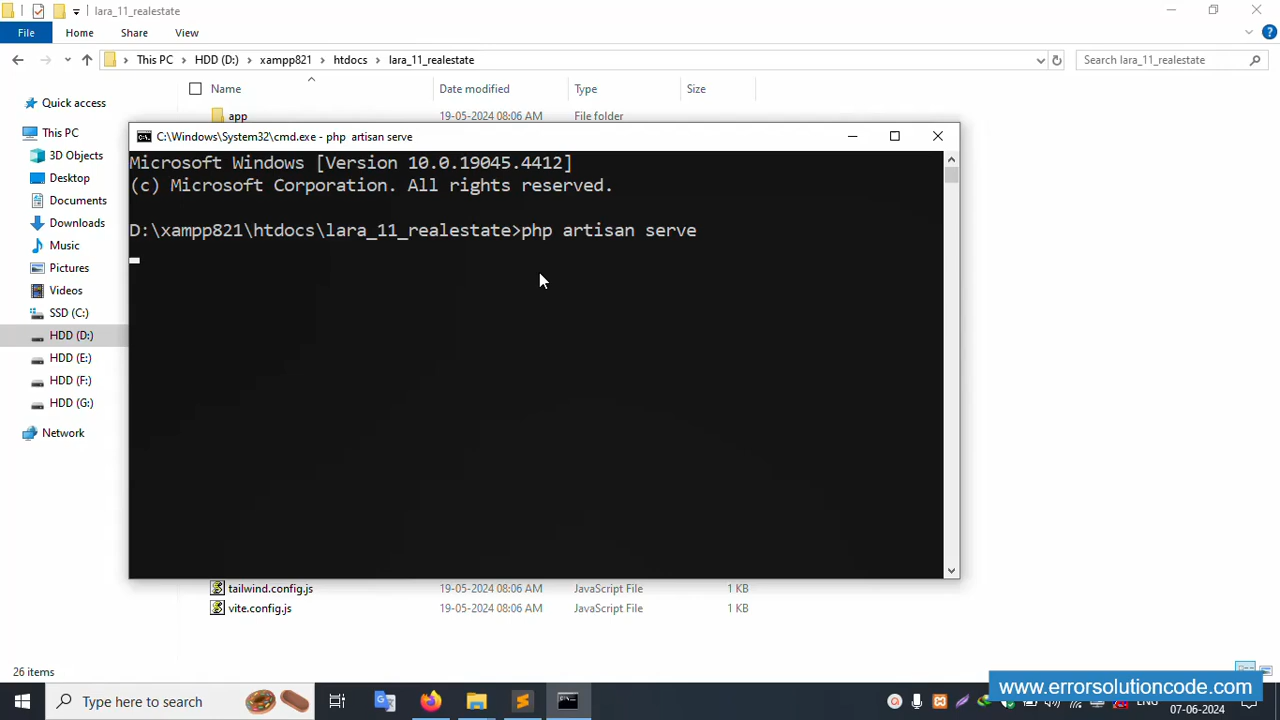 lara_11_realestate
File Home Share View
This PC HDD (D:) xampp821 htdocs lara_11_realestate
Search lara_11_realestate
Name Date modified Type Size
Quick access
This PC
3D Objects
Desktop
Documents
Downloads
Music
Pictures
Videos
SSD (C:)
HDD (D:)
HDD (E:)
HDD (F:)
HDD (G:)
Network
app 19-05-2024 08:06 AM File folder
C:\Windows\System32\cmd.exe - php artisan serve
Microsoft Windows [Version 10.0.19045.4412]
(c) Microsoft Corporation. All rights reserved.
D:\xampp821\htdocs\lara_11_realestate>php artisan serve
tailwind.config.js 19-05-2024 08:06 AM JavaScript File 1 KB
vite.config.js 19-05-2024 08:06 AM JavaScript File 1 KB
26 items
Type here to search
www.errorsolutioncode.com
07-06-2024